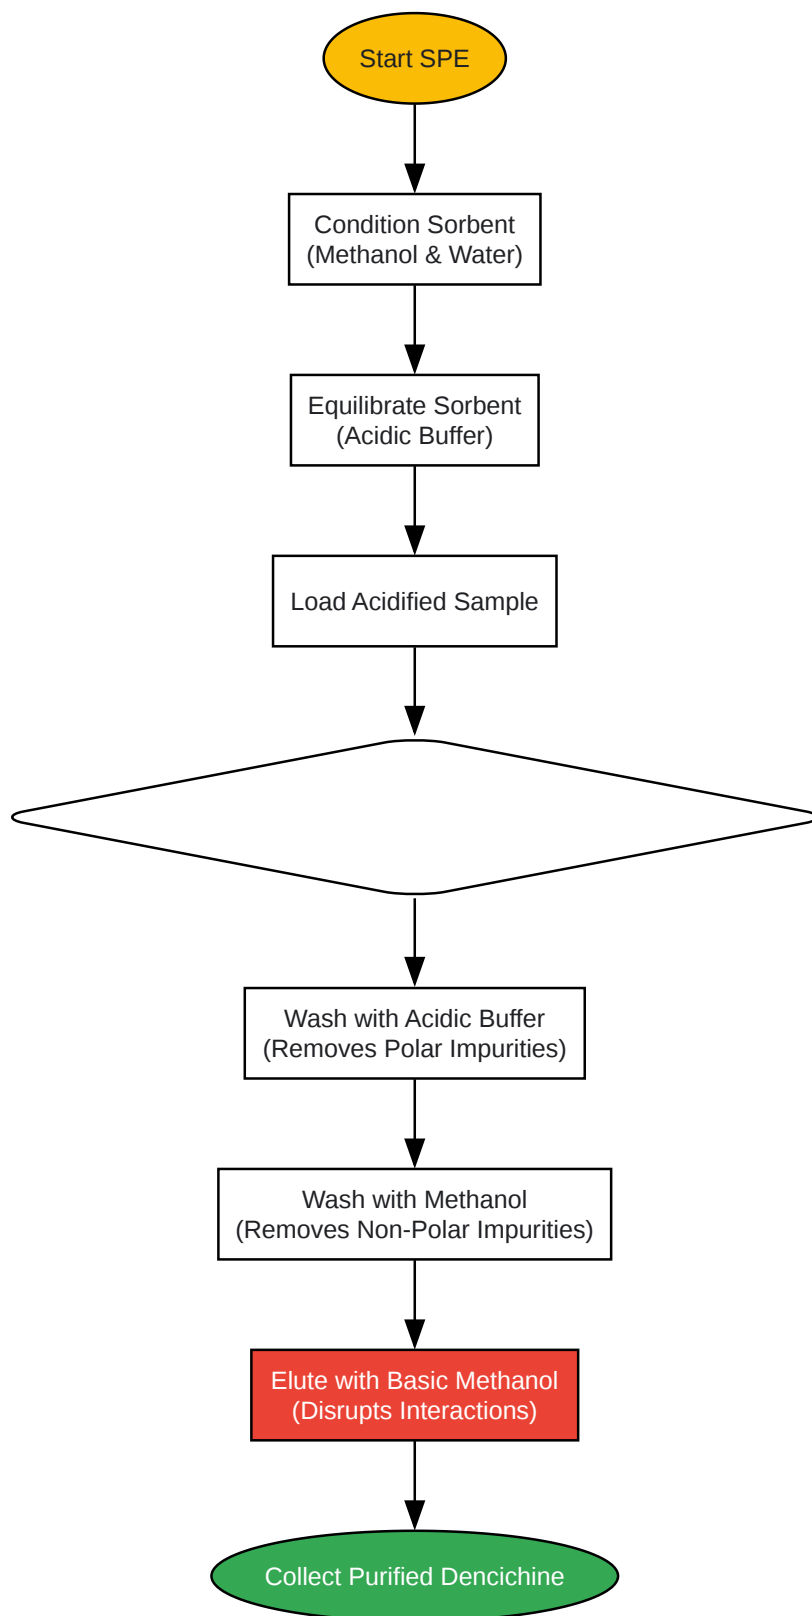 Start SPE
Condition Sorbent
(Methanol & Water)
Equilibrate Sorbent
(Acidic Buffer)
Load Acidified Sample
Wash with Acidic Buffer
(Removes Polar Impurities)
Wash with Methanol
(Removes Non-Polar Impurities)
Elute with Basic Methanol
(Disrupts Interactions)
Collect Purified Dencichine